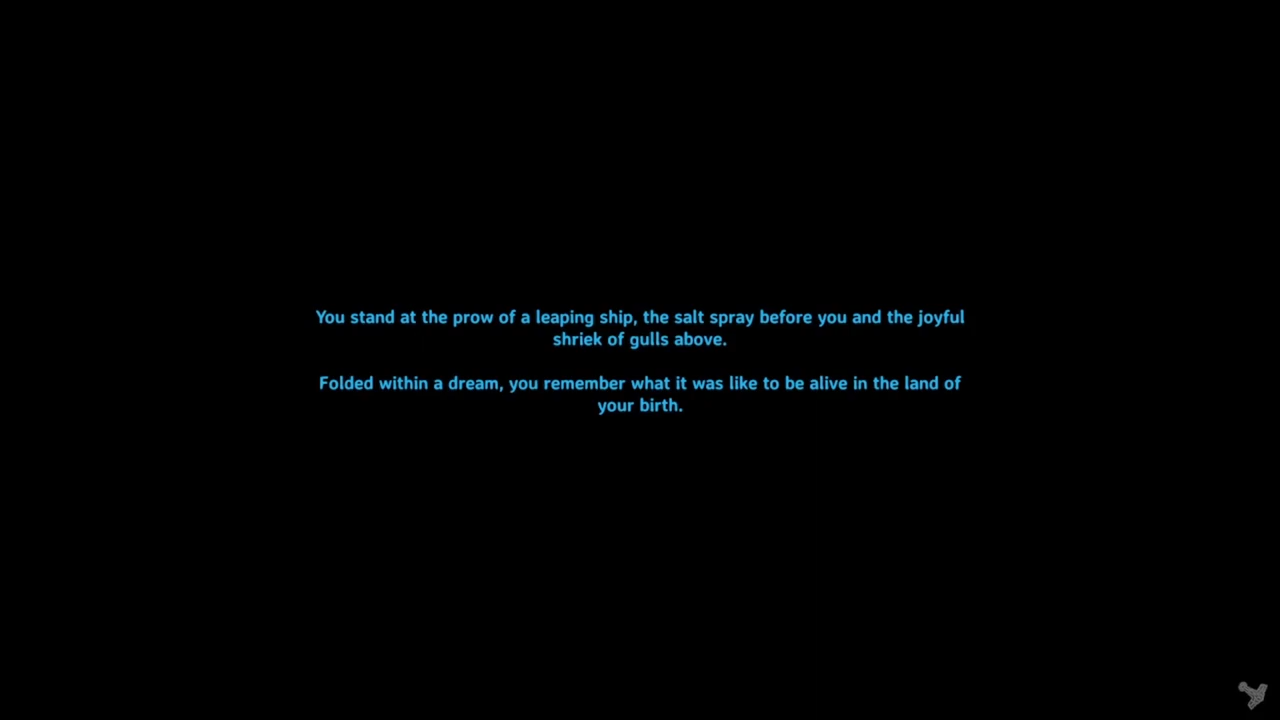 You stand at the prow of a leaping ship, the salt spray before you and the joyful
shriek of gulls above.
Folded within a dream, you remember what it was like to be alive in the land of
your birth.